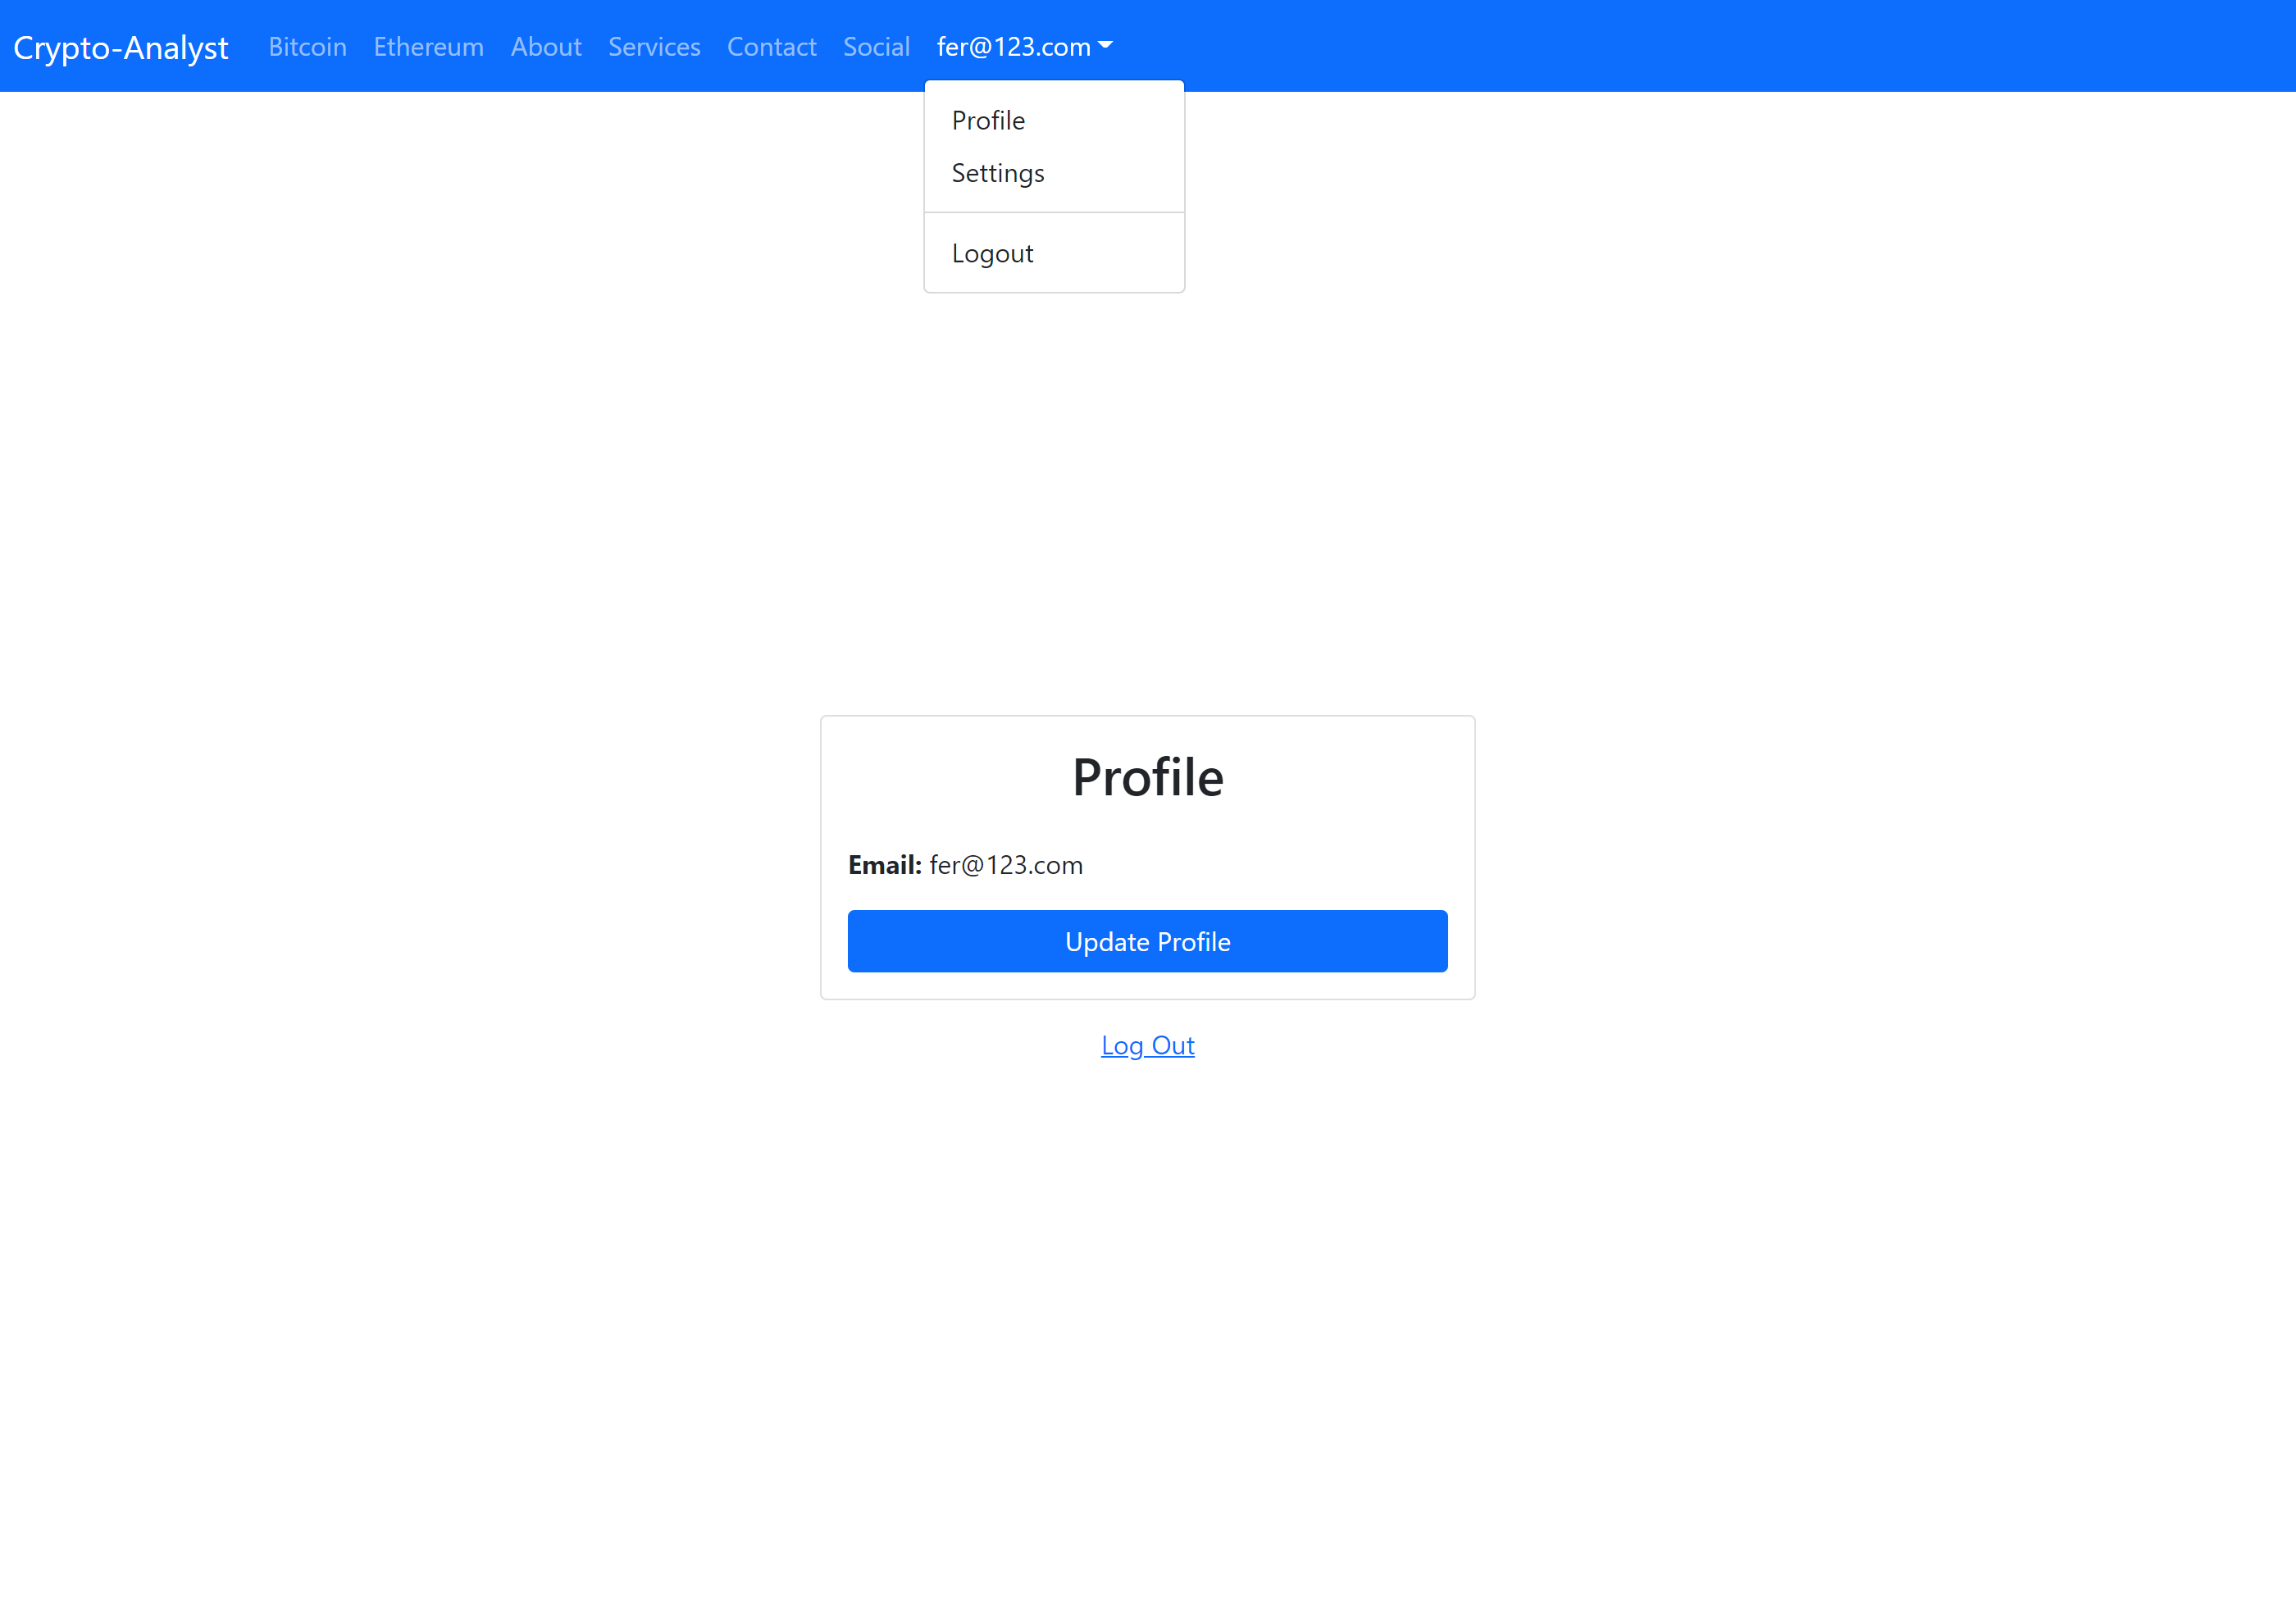 Crypto-Analyst Bitcoin Ethereum About Services Contact Social fer@123.com
Profile
Settings
Logout
Profile
Email: fer@123.com
Update Profile
Log Out